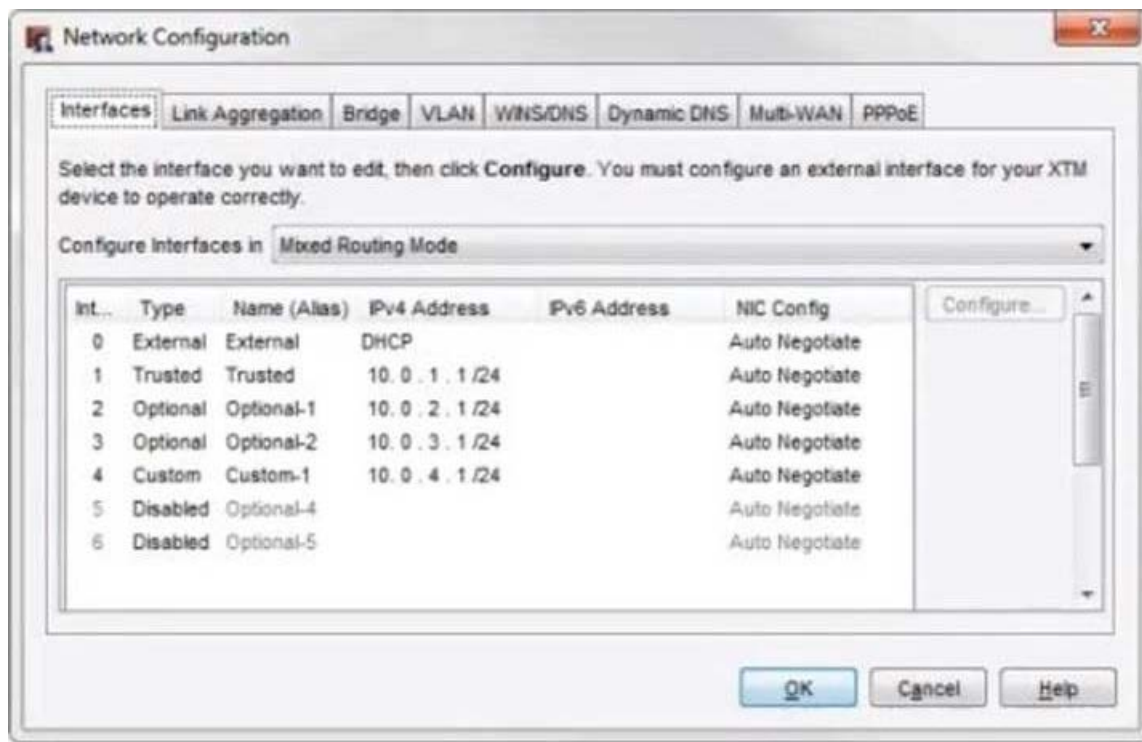 Network Configuration
Interfaces Link Aggregation Bridge VLAN WINS/DNS Dynamic DNS Multi-WAN PPPoE
Select the interface you want to edit, then click Configure. You must configure an external interface for your XTM
device to operate correctly.
Configure Interfaces in Mixed Routing Mode
Int... Type Name (Alias) IPv4 Address IPv6 Address NIC Config Configure...
0 External External DHCP Auto Negotiate
1 Trusted Trusted 10. 0 . 1 . 1 /24 Auto Negotiate
2 Optional Optional-1 10. 0 . 2 . 1 /24 Auto Negotiate
3 Optional Optional-2 10. 0 . 3 . 1 /24 Auto Negotiate
4 Custom Custom-1 10. 0 . 4 . 1 /24 Auto Negotiate
5 Disabled Optional-4 Auto Negotiate
6 Disabled Optional-5 Auto Negotiate
OK Cancel Help